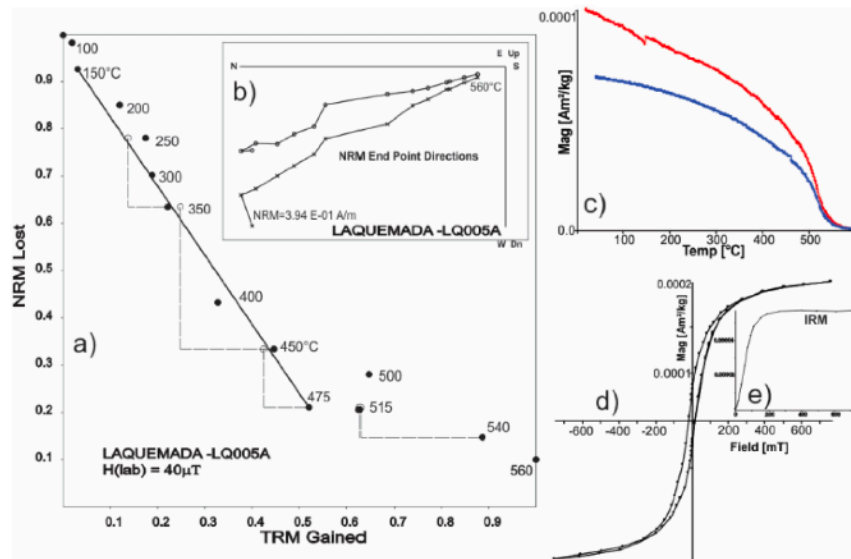 0.9
0.8
0.7
0.6
0.5
0.4
0.3
0.2
0.1
NRM Lost
100
150°C
200
250
300
350
400
450°C
475
500
515
540
560
a)
LAQUEMADA -LQ005A
H(lab) = 40µT
0.1 0.2 0.3 0.4 0.5 0.6 0.7 0.8 0.9
TRM Gained
b)
E Up
N
S
560°C
NRM End Point Directions
NRM=3.94 E-01 A/m
LAQUEMADA -LQ005A
W Dn
0.0001
Mag [Am²/kg]
c)
0.0
100 200 300 400 500
Temp [°C]
0.0002
Mag [Am²/kg]
0.0001
d)
-600 -400 -200
200 400 600
Field [mT]
IRM
e)
0 200 400 600